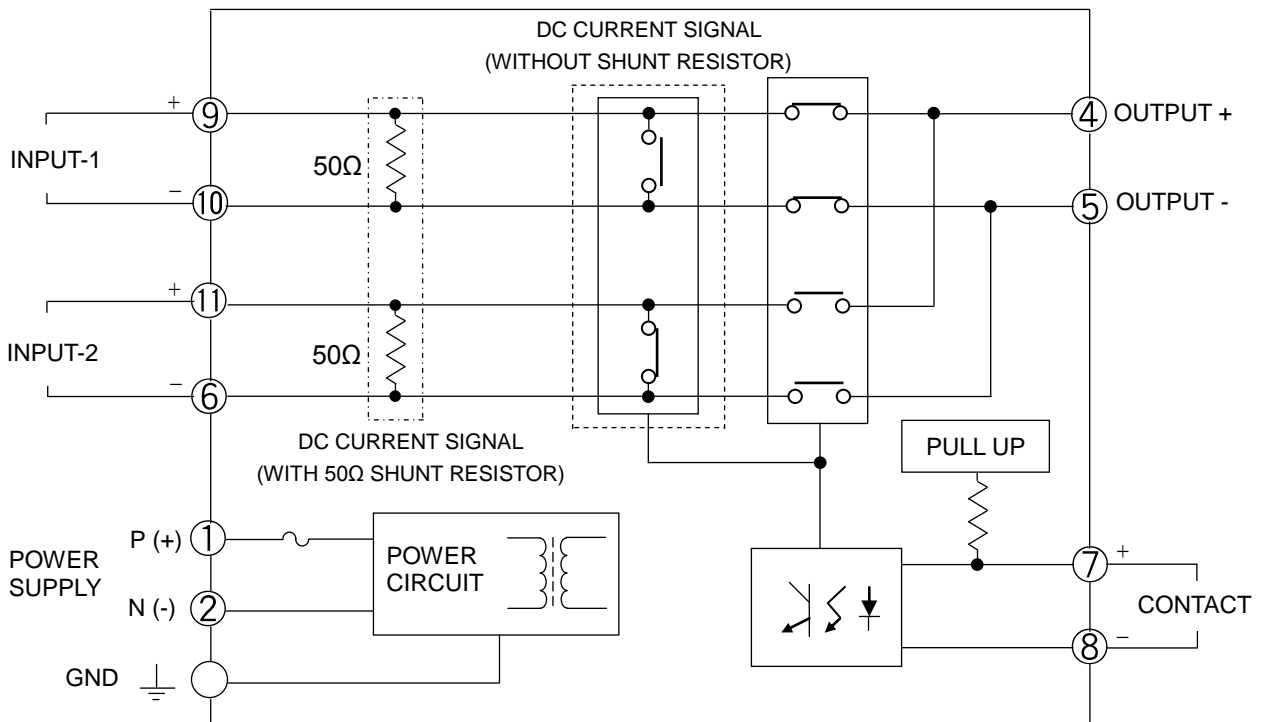 DC CURRENT SIGNAL
(WITHOUT SHUNT RESISTOR)
+
9
4
OUTPUT +
INPUT-1
50Ω
−
10
5
OUTPUT -
+
11
INPUT-2
50Ω
−
6
DC CURRENT SIGNAL
(WITH 50Ω SHUNT RESISTOR)
PULL UP
POWER
SUPPLY
P (+)
1
N (-)
2
POWER
CIRCUIT
7
+
CONTACT
8
−
GND